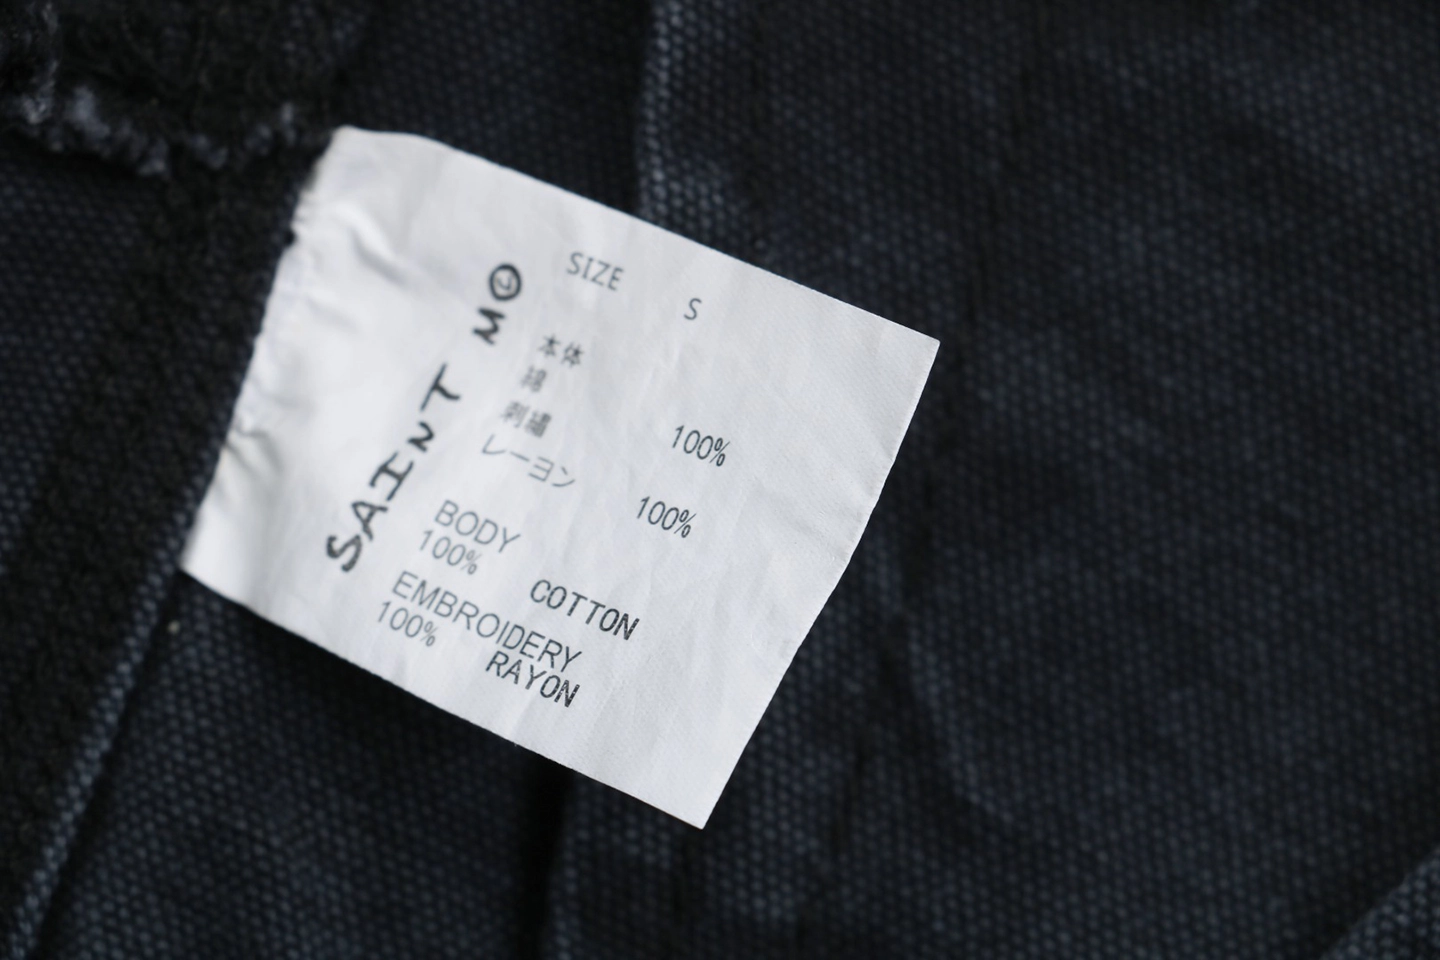 SAINT MO
SIZE S
本体
綿 100%
刺繍
レーヨン 100%
BODY
100% COTTON
EMBROIDERY
100% RAYON